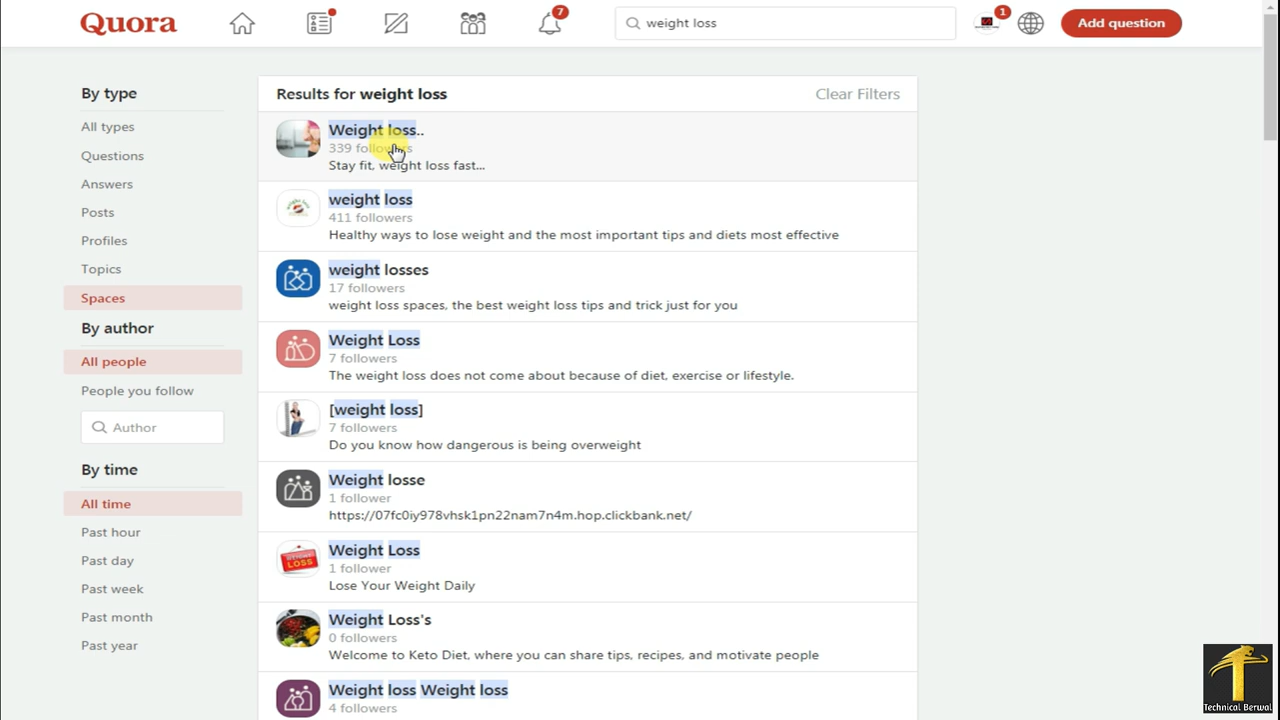 Quora
7
weight loss
1
Add question
By type
All types
Questions
Answers
Posts
Profiles
Topics
Spaces
By author
All people
People you follow
Author
By time
All time
Past hour
Past day
Past week
Past month
Past year
Results for weight loss
Clear Filters
Weight loss..
339 followers
Stay fit, weight loss fast...
weight loss
411 followers
Healthy ways to lose weight and the most important tips and diets most effective
weight losses
17 followers
weight loss spaces, the best weight loss tips and trick just for you
Weight Loss
7 followers
The weight loss does not come about because of diet, exercise or lifestyle.
[weight loss]
7 followers
Do you know how dangerous is being overweight
Weight losse
1 follower
https://07fc0iy978vhsk1pn22nam7n4m.hop.clickbank.net/
Weight Loss
1 follower
Lose Your Weight Daily
LOSS
Weight Loss's
0 followers
Welcome to Keto Diet, where you can share tips, recipes, and motivate people
Weight loss Weight loss
4 followers
Technical Berwal